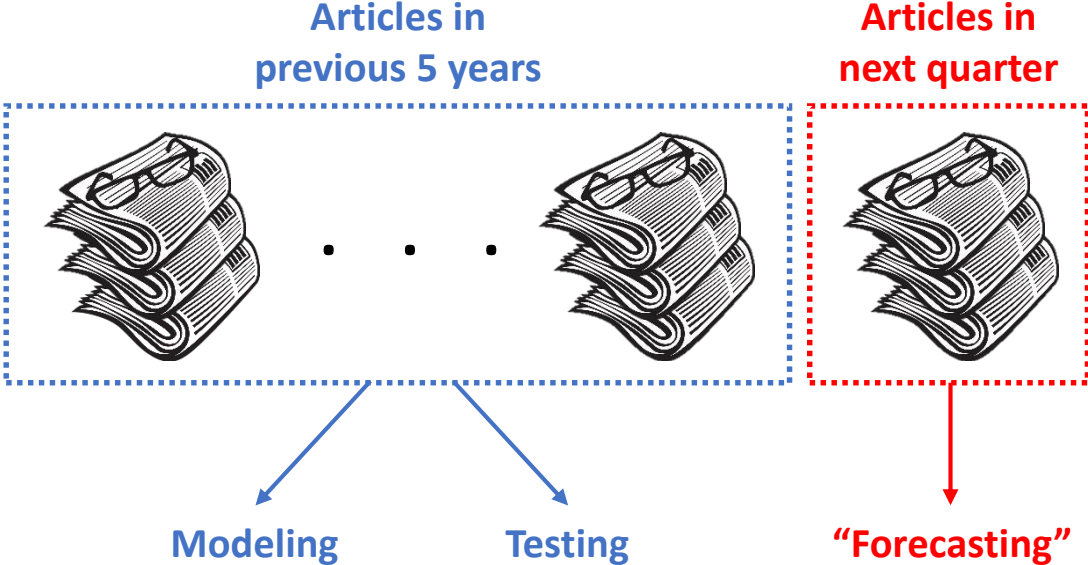 Articles in
previous 5 years
Articles in
next quarter
Modeling
Testing
“Forecasting”